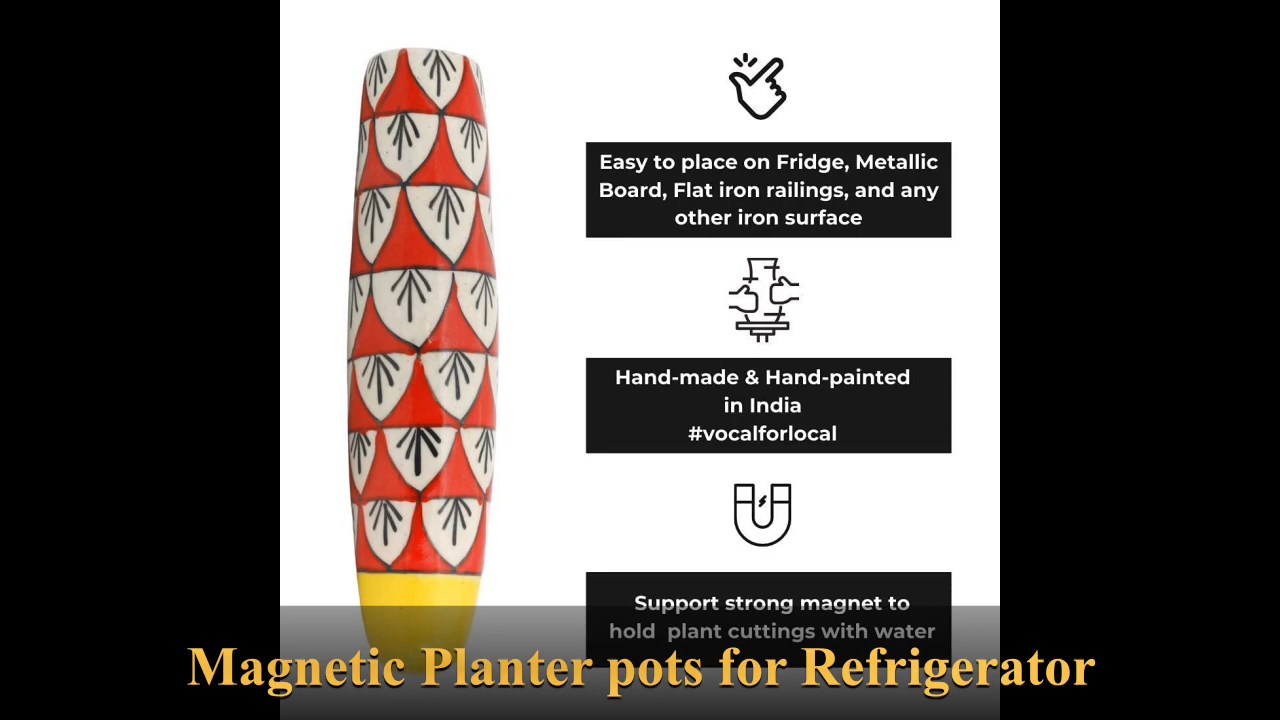 Easy to place on Fridge, Metallic
Board, Flat iron railings, and any
other iron surface
Hand-made & Hand-painted
in India
#vocalforlocal
Support strong magnet to
hold plant cuttings with water
Magnetic Planter pots for Refrigerator